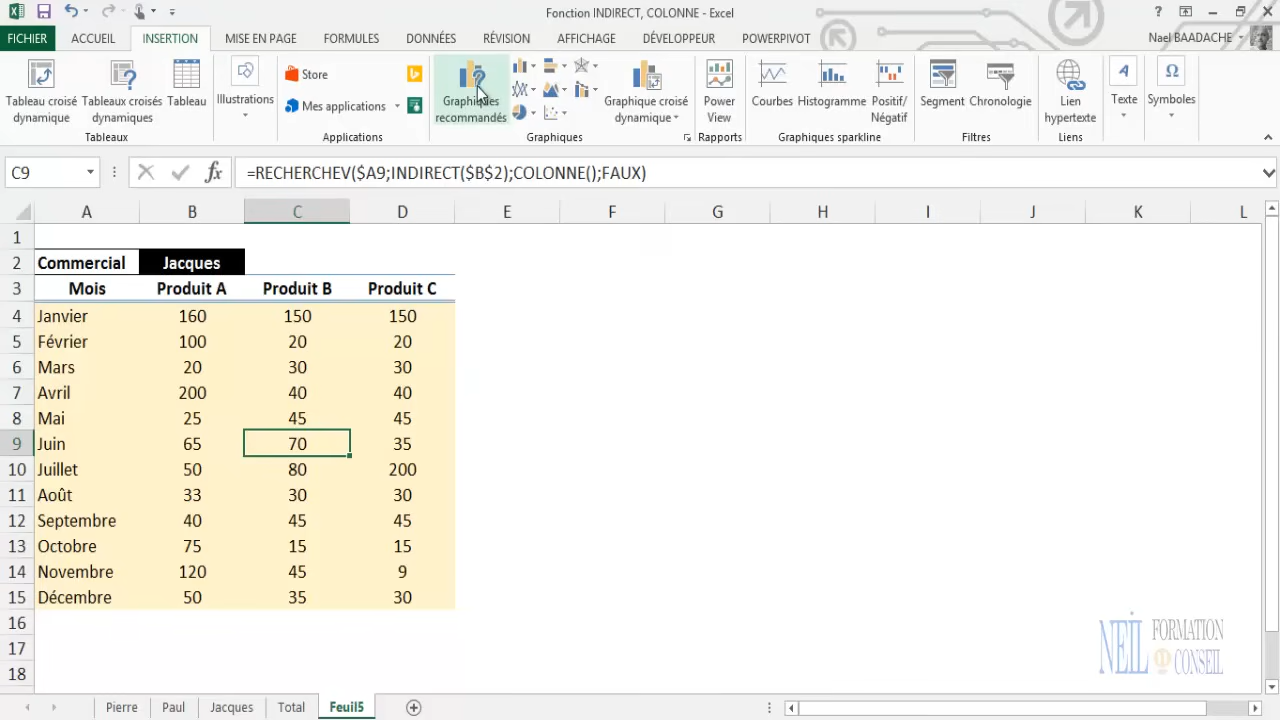 Fonction INDIRECT, COLONNE - Excel
?
FICHIER ACCUEIL INSERTION MISE EN PAGE FORMULES DONNÉES RÉVISION AFFICHAGE DÉVELOPPEUR POWERPIVOT Nael BAADACHE
Tableau croisé dynamique
Tableaux croisés dynamiques
Tableau
Illustrations
Store
Mes applications
Graphiques recommandés
Graphique croisé dynamique
Power View
Courbes
Histogramme
Positif/ Négatif
Segment
Chronologie
Lien hypertexte
Texte
Symboles
Tableaux Applications Graphiques Rapports Graphiques sparkline Filtres Liens
C9 fx =RECHERCHEV($A9;INDIRECT($B$2);COLONNE();FAUX)
A B C D E F G H I J K L
1
2 Commercial Jacques
3 Mois Produit A Produit B Produit C
4 Janvier 160 150 150
5 Février 100 20 20
6 Mars 20 30 30
7 Avril 200 40 40
8 Mai 25 45 45
9 Juin 65 70 35
10 Juillet 50 80 200
11 Août 33 30 30
12 Septembre 40 45 45
13 Octobre 75 15 15
14 Novembre 120 45 9
15 Décembre 50 35 30
16
17
18
NEIL FORMATION CONSEIL
Pierre Paul Jacques Total Feuil5